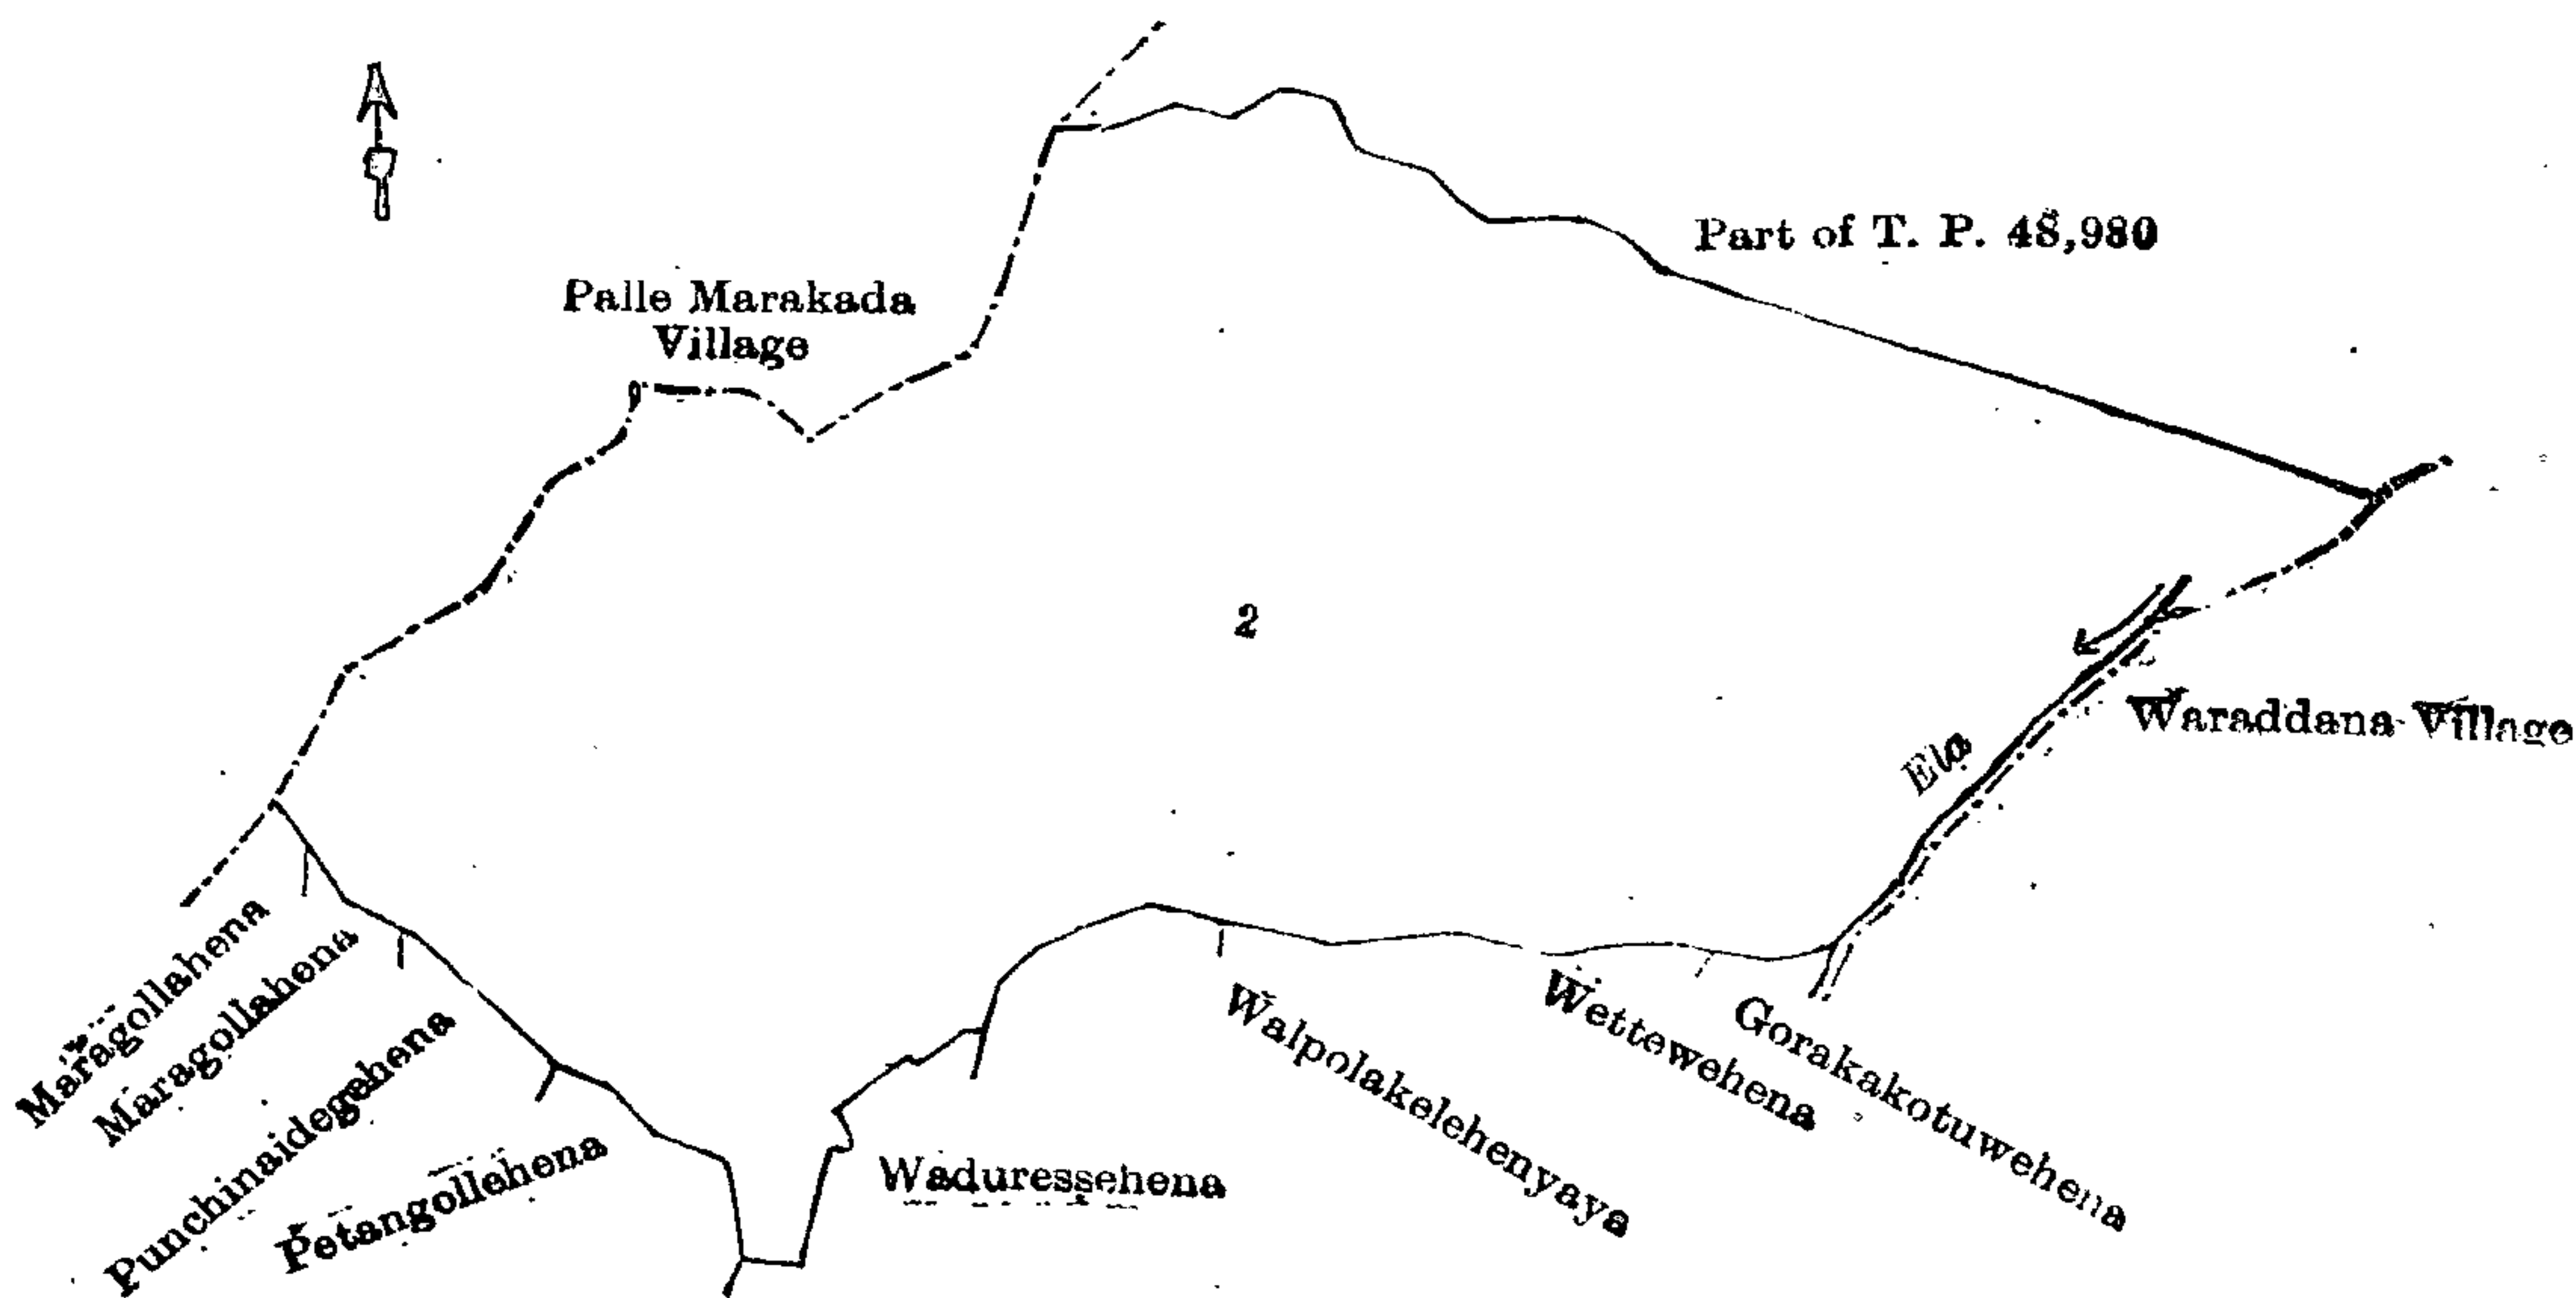 Part of T. P. 48,980
Palle Marakada
Village
2
Waraddana Village
Ela
Maragollahena
Maragollahena
Punchinaidegehena
Petangollehena
Waduressehena
Walpolakelehenyaya
Wettewehena
Gorakakotuwehena